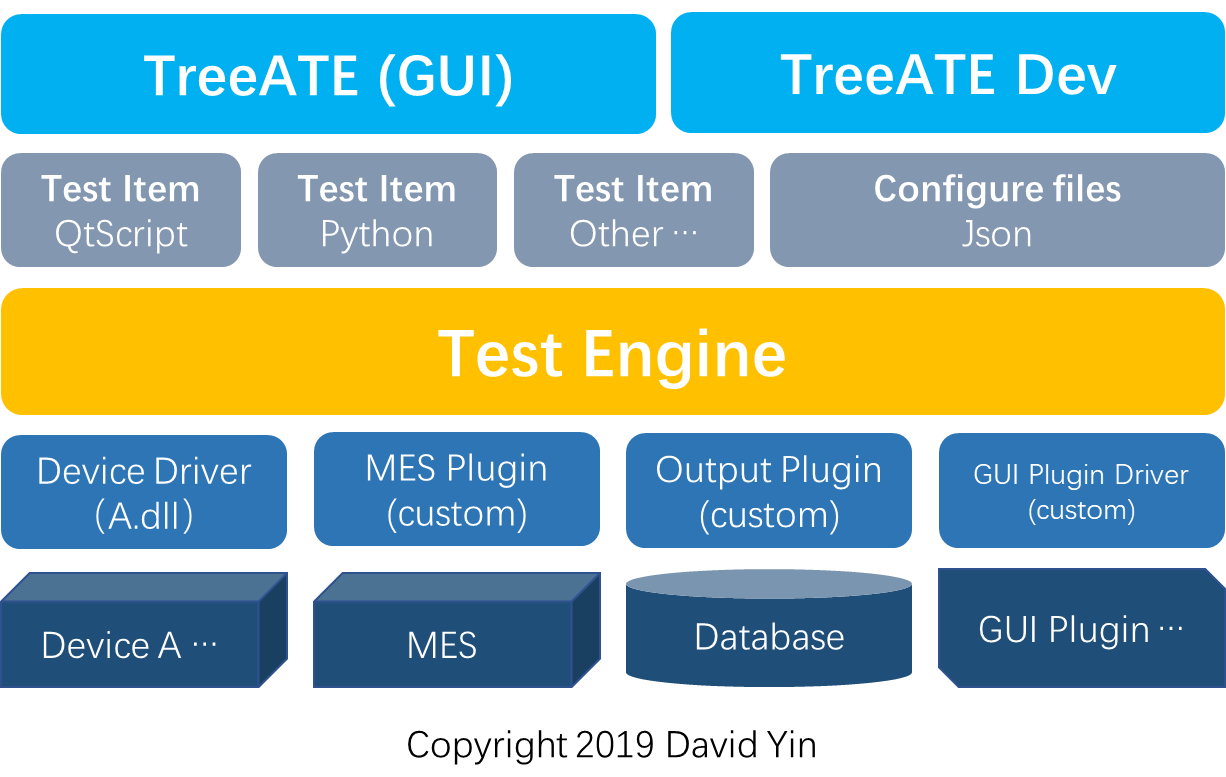 TreeATE (GUI)
TreeATE Dev
Test Item
QtScript
Test Item
Python
Test Item
Other ···
Configure files
Json
Test Engine
Device Driver
(A.dll)
MES Plugin
(custom)
Output Plugin
(custom)
GUI Plugin Driver
(custom)
Device A ···
MES
Database
GUI Plugin ···
Copyright 2019 David Yin